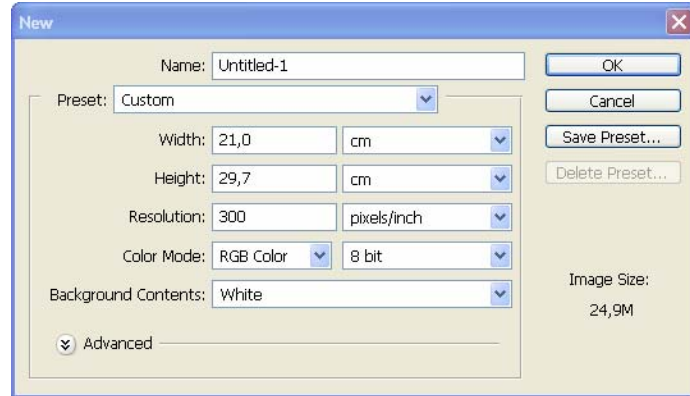 New
Name: Untitled-1
OK
Preset: Custom
Cancel
Width: 21,0 cm
Save Preset...
Height: 29,7 cm
Delete Preset...
Resolution: 300 pixels/inch
Color Mode: RGB Color 8 bit
Background Contents: White
Image Size:
24,9M
Advanced